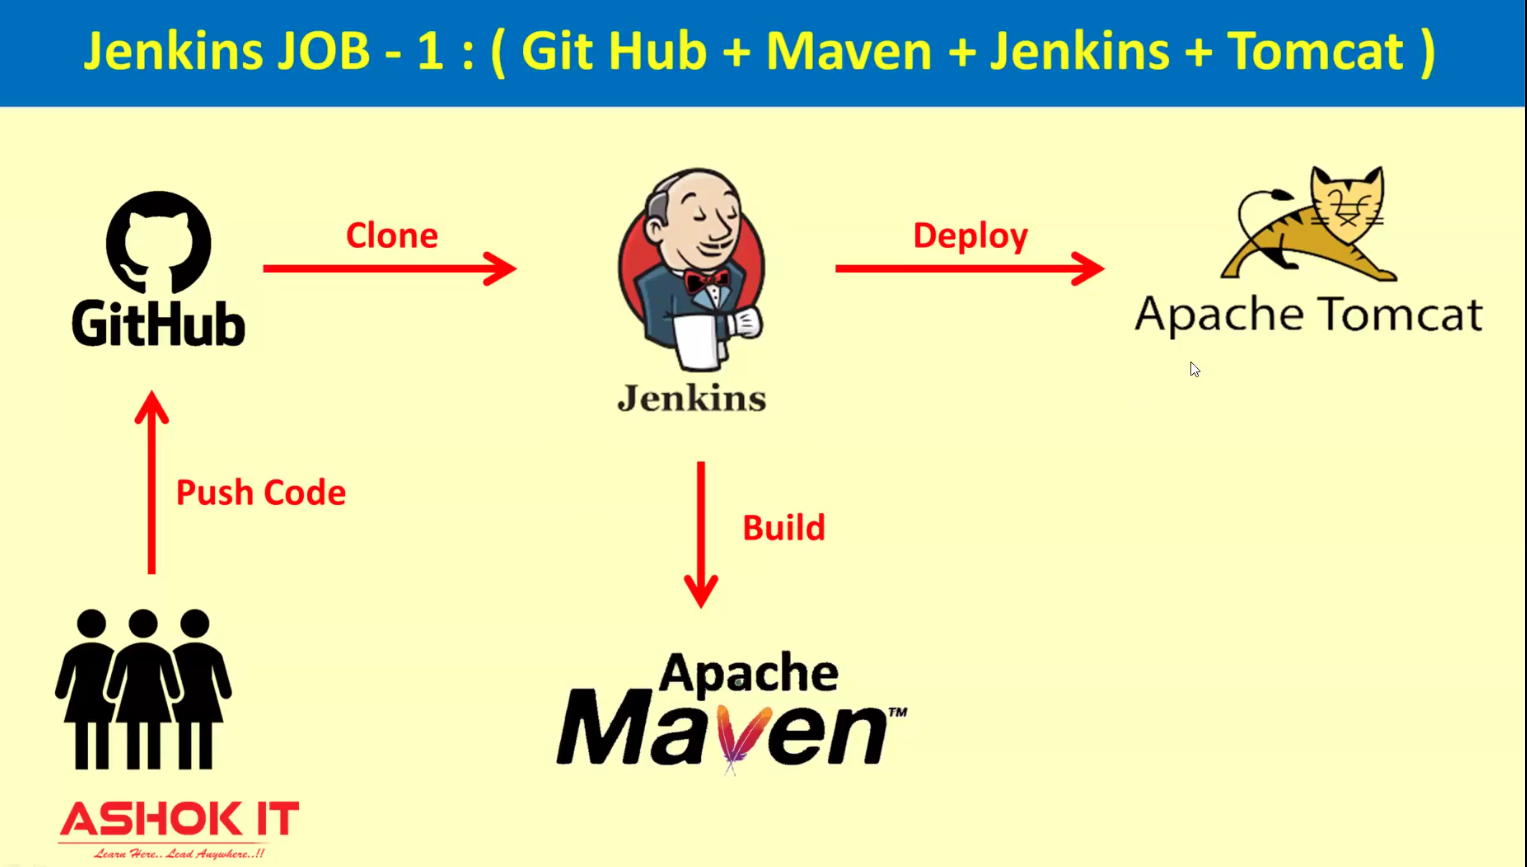 Jenkins JOB - 1 : ( Git Hub + Maven + Jenkins + Tomcat )
Clone
Deploy
GitHub
Apache Tomcat
Jenkins
Push Code
Build
Apache
Maven™
ASHOK IT
Learn Here.. Lead Anywhere..!!